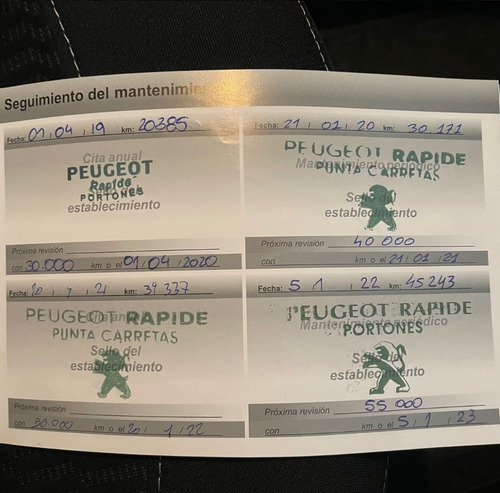 Seguimiento del mantenimie
Fecha: 01 / 04 / 19 km: 20385
Cita anual
PEUGEOT
Rapide
PORTONES
Sello del
establecimiento
Próxima revisión
con 30.000 km o el 01 / 04 / 2020
Fecha: 21 / 01 / 20 km: 30.171
PEUGEOT RAPIDE
Mantenimiento periódico
PUNTA CARRETAS
Sello del
establecimiento
Próxima revisión 40 000
con km o el 21 / 01 / 21
Fecha: 20 / 7 / 21 km: 39 337
PEUGEOT RAPIDE
Cita anual
PUNTA CARRETAS
Sello del
establecimiento
Próxima revisión
con 50.000 km o el 20 / 1 / 22
Fecha: 5 / 1 / 22 km: 45243
PEUGEOT RAPIDE
Mantenimiento periódico
PORTONES
Sello del
establecimiento
Próxima revisión 55 000
con km o el 5 / 1 / 23